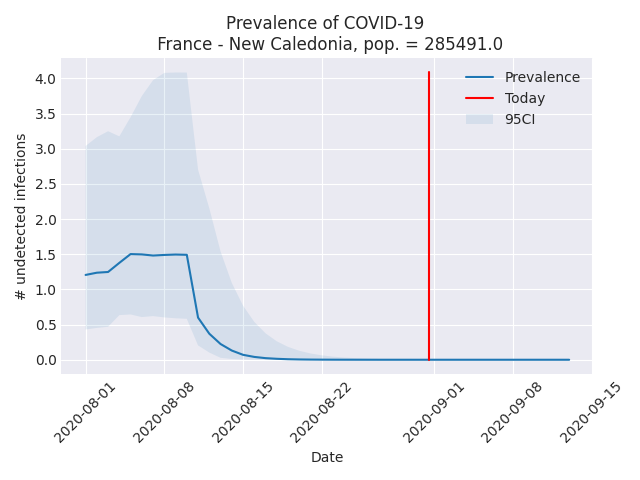 Prevalence of COVID-19
France - New Caledonia, pop. = 285491.0
Prevalence
Today
95CI
# undetected infections
4.0
3.5
3.0
2.5
2.0
1.5
1.0
0.5
0.0
2020-08-01
2020-08-08
2020-08-15
2020-08-22
2020-09-01
2020-09-08
2020-09-15
Date